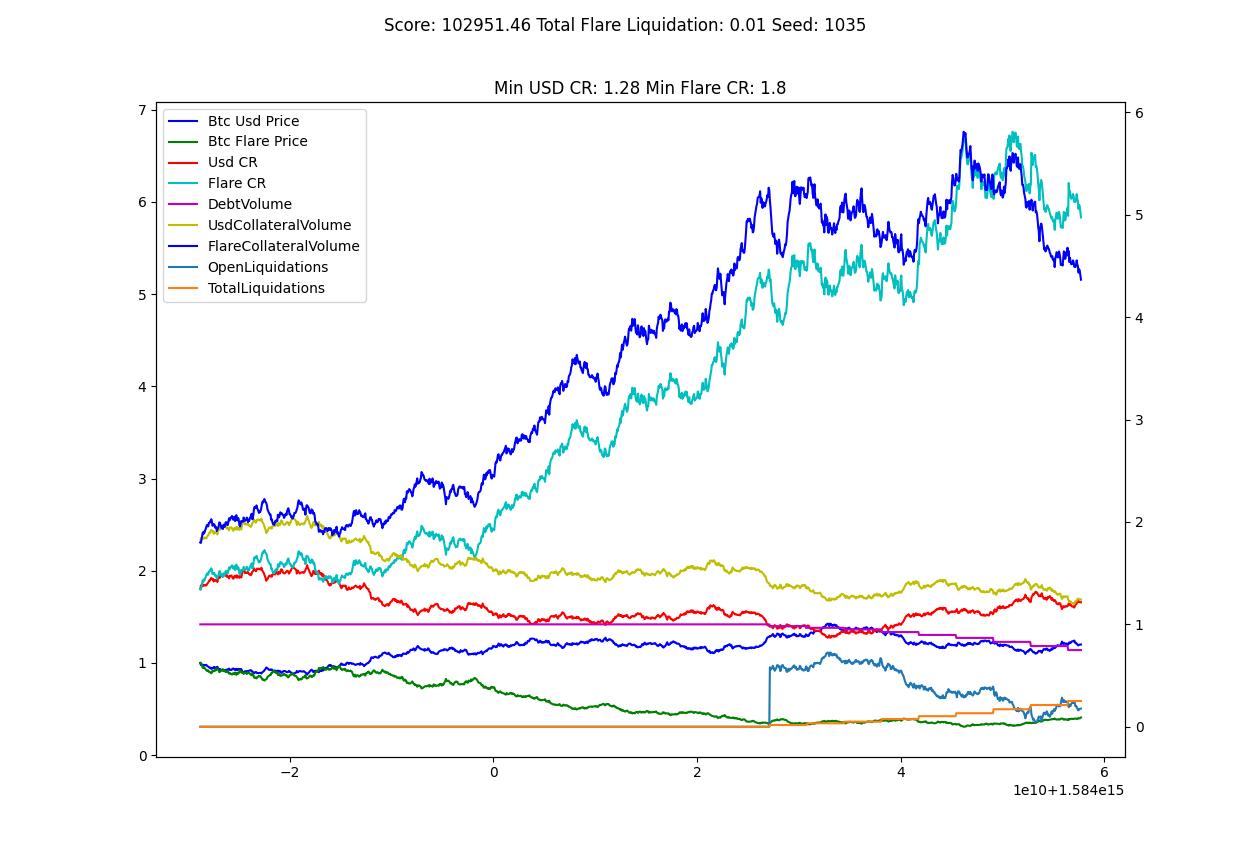 Score: 102951.46 Total Flare Liquidation: 0.01 Seed: 1035
Min USD CR: 1.28 Min Flare CR: 1.8
Btc Usd Price
Btc Flare Price
Usd CR
Flare CR
DebtVolume
UsdCollateralVolume
FlareCollateralVolume
OpenLiquidations
TotalLiquidations
7
6
5
4
3
2
1
0
6
5
4
3
2
1
0
−2
0
2
4
6
1e10+1.584e15